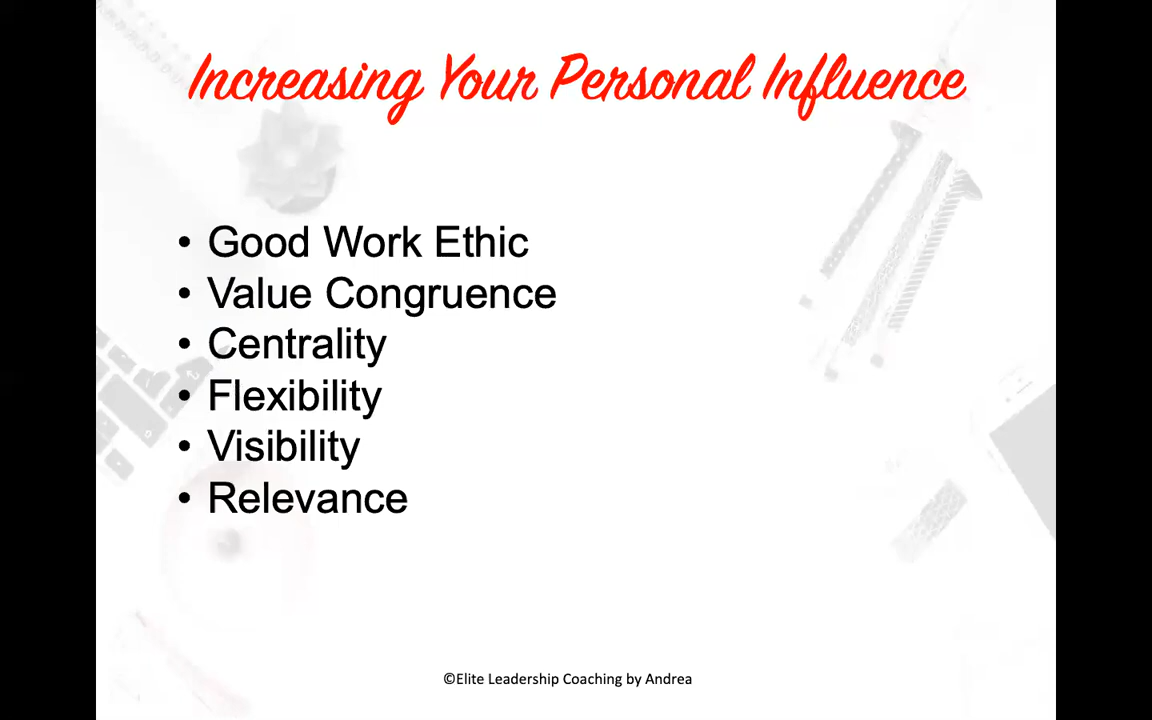 Increasing Your Personal Influence
• Good Work Ethic
• Value Congruence
• Centrality
• Flexibility
• Visibility
• Relevance
©Elite Leadership Coaching by Andrea